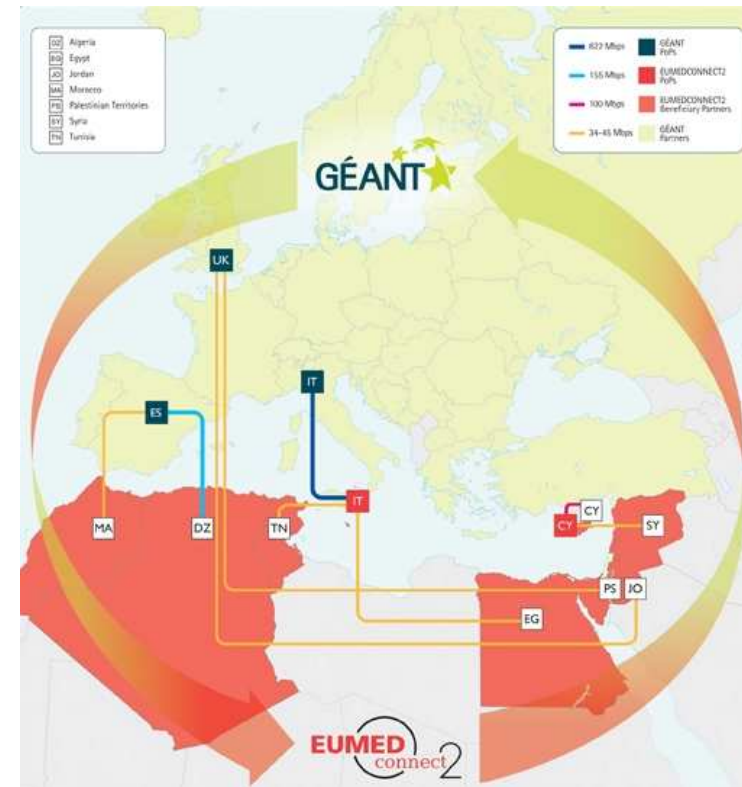 DZ Algeria
EG Egypt
JO Jordan
MA Morocco
PS Palestinian Territories
SY Syria
TN Tunisia
622 Mbps
GÉANT
PoPs
155 Mbps
EUMEDCONNECT2
PoPs
100 Mbps
EUMEDCONNECT2
Beneficiary Partners
34-45 Mbps
GÉANT
Partners
GÉANT
UK
IT
ES
IT
CY
MA
DZ
TN
CY
SY
PS
JO
EG
EUMED
connect2